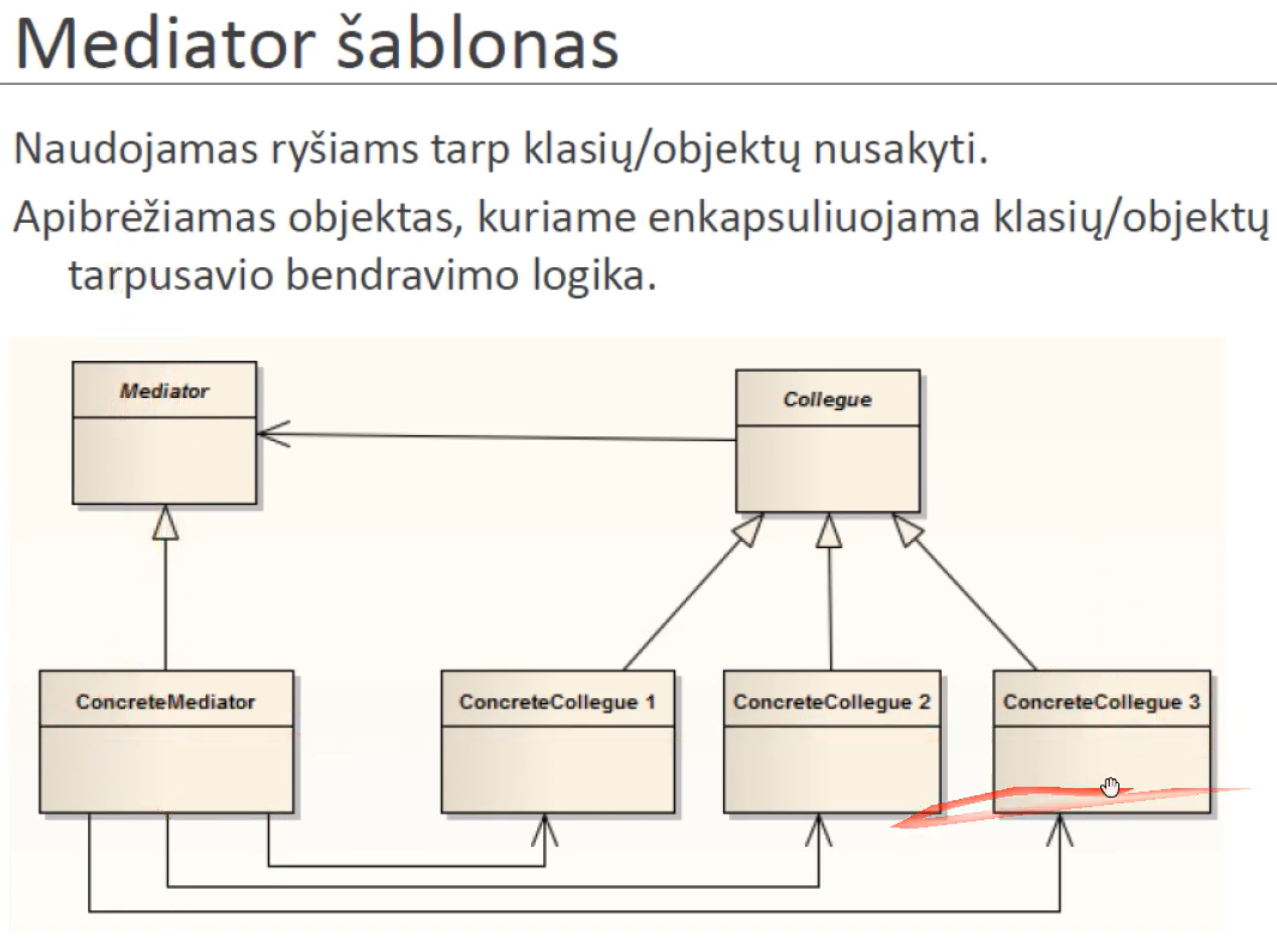 Mediator šablonas
Naudojamas ryšiams tarp klasių/objektų nusakyti.
Apibrėžiamas objektas, kuriame enkapsuliuojama klasių/objektų
tarpusavio bendravimo logika.
Mediator
Collegue
ConcreteMediator
ConcreteCollegue 1
ConcreteCollegue 2
ConcreteCollegue 3